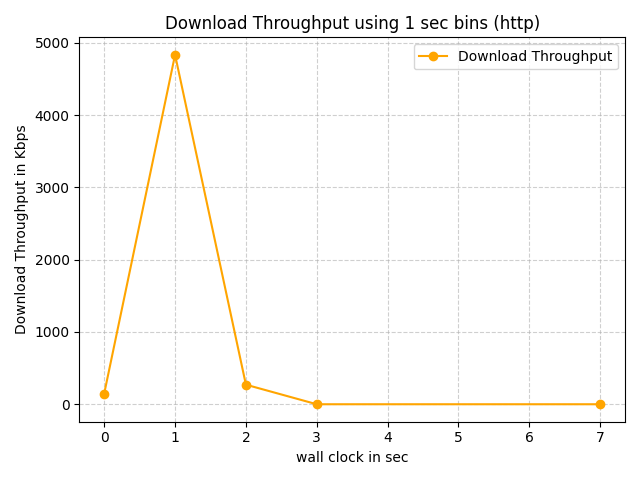 Download Throughput using 1 sec bins (http)
Download Throughput
Download Throughput in Kbps
5000
4000
3000
2000
1000
0
0 1 2 3 4 5 6 7
wall clock in sec